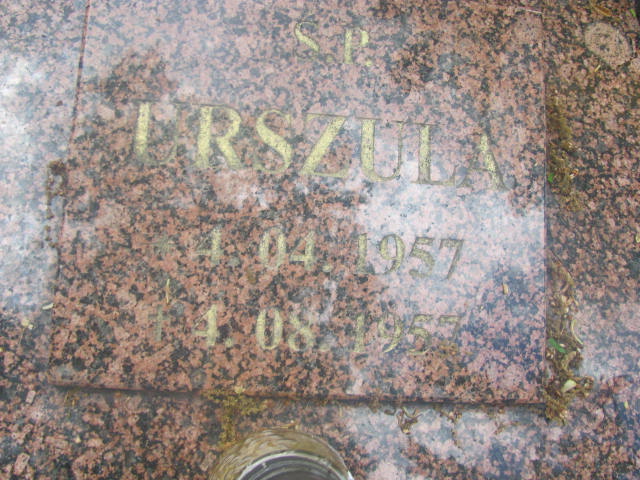 Ś.P.
URSZULA
* 4. 04. 1957
† 4. 08. 1957